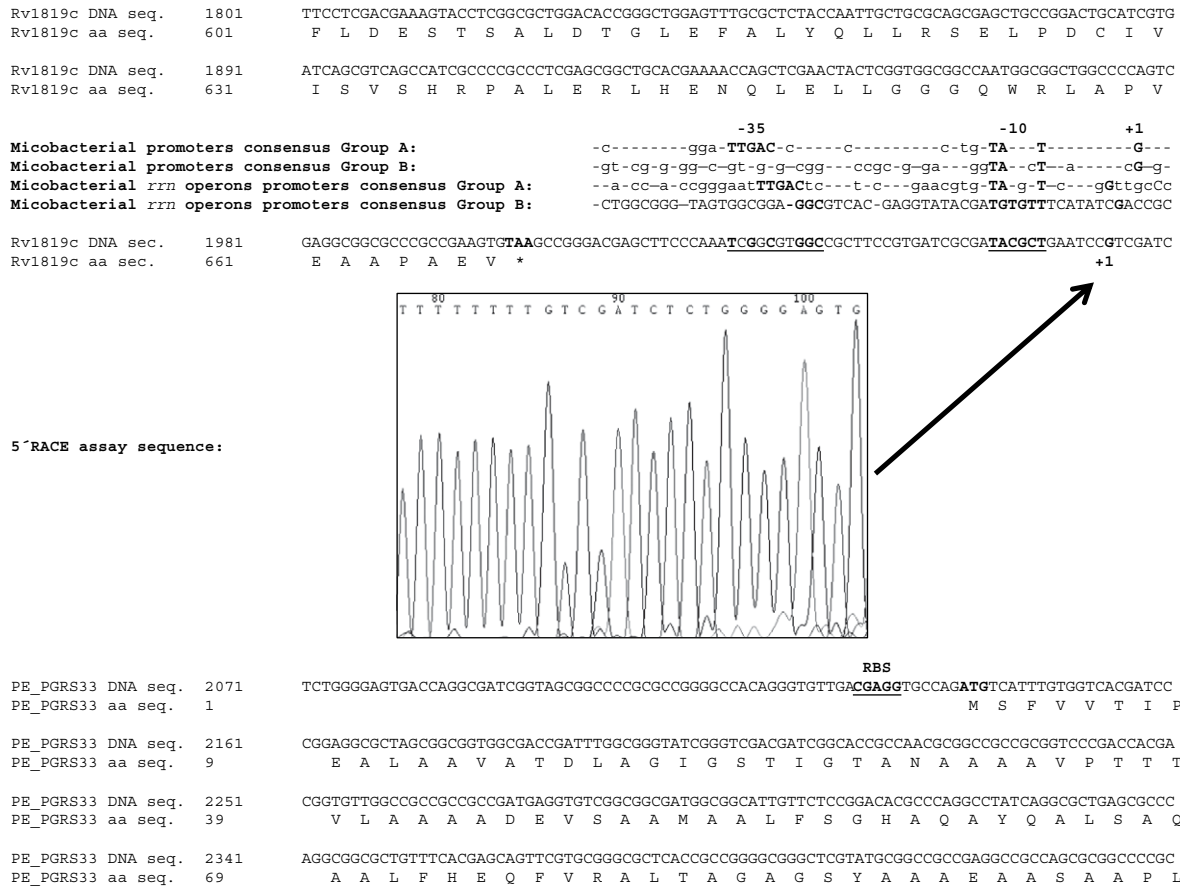 Rv1819c DNA seq. 1801 TTCCTCGACGAAAGTACCTCGGCGCTGGACACCGGGCTGGAGTTTGCGCTCTACCAATTGCTGCGCAGCGAGCTGCCGGACTGCATCGTG
Rv1819c aa seq. 601 F L D E S T S A L D T G L E F A L Y Q L L R S E L P D C I V
Rv1819c DNA seq. 1891 ATCAGCGTCAGCCATCGCCCCGCCCTCGAGCGGCTGCACGAAAACCAGCTCGAACTACTCGGTGGCGGCCAATGGCGGCTGGCCCCAGTC
Rv1819c aa seq. 631 I S V S H R P A L E R L H E N Q L E L L G G G Q W R L A P V
-35 -10 +1
Micobacterial promoters consensus Group A: -c--------gga-TTGAC-c-----c---------c-tg-TA---T---------G---
Micobacterial promoters consensus Group B: -gt-cg-g-gg—c—gt-g-g—cgg---ccgc-g—ga---ggTA—cT—a-----cG—g-
Micobacterial rrn operons promoters consensus Group A: --a-cc—a-ccgggaatTTGACtc---t-c---gaacgtg-TA-g-T-c---gGttgcCc
Micobacterial rrn operons promoters consensus Group B: -CTGGCGGG—TAGTGGCGGA-GGCGTCAC-GAGGTATACGATGTGTTTCATATCGACCGC
Rv1819c DNA sec. 1981 GAGGCGGCGCCCGCCGAAGTGTAAGCCGGGACGAGCTTCCCAAATCGGCGTGGCCGCTTCCGTGATCGCGATACGCTGAATCCGTCGATC
Rv1819c aa sec. 661 E A A P A E V *
+1
80 90 100
T T T T T T T T G T C G A T C T C T G G G G A G T G
5´RACE assay sequence:
RBS
PE_PGRS33 DNA seq. 2071 TCTGGGGAGTGACCAGGCGATCGGTAGCGGCCCCGCGCCGGGGCCACAGGGTGTTGACGAGGTGCCAGATGTCATTTGTGGTCACGATCC
PE_PGRS33 aa seq. 1 M S F V V T I P
PE_PGRS33 DNA seq. 2161 CGGAGGCGCTAGCGGCGGTGGCGACCGATTTGGCGGGTATCGGGTCGACGATCGGCACCGCCAACGCGGCCGCCGCGGTCCCGACCACGA
PE_PGRS33 aa seq. 9 E A L A A V A T D L A G I G S T I G T A N A A A A V P T T T
PE_PGRS33 DNA seq. 2251 CGGTGTTGGCCGCCGCCGCCGATGAGGTGTCGGCGGCGATGGCGGCATTGTTCTCCGGACACGCCCAGGCCTATCAGGCGCTGAGCGCCC
PE_PGRS33 aa seq. 39 V L A A A A D E V S A A M A A L F S G H A Q A Y Q A L S A Q
PE_PGRS33 DNA seq. 2341 AGGCGGCGCTGTTTCACGAGCAGTTCGTGCGGGCGCTCACCGCCGGGGCGGGCTCGTATGCGGCCGCCGAGGCCGCCAGCGCGGCCCCGC
PE_PGRS33 aa seq. 69 A A L F H E Q F V R A L T A G A G S Y A A A E A A S A A P L